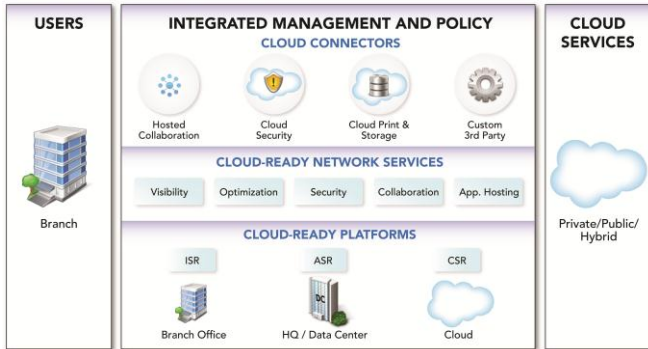 USERS
Branch
INTEGRATED MANAGEMENT AND POLICY
CLOUD CONNECTORS
Hosted
Collaboration
Cloud
Security
Cloud Print &
Storage
Custom
3rd Party
CLOUD-READY NETWORK SERVICES
Visibility
Optimization
Security
Collaboration
App. Hosting
CLOUD-READY PLATFORMS
ISR
ASR
CSR
DC
Branch Office
HQ / Data Center
Cloud
CLOUD
SERVICES
Private/Public/
Hybrid